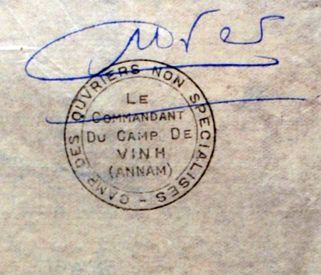 CAMP DES OUVRIERS NON SPECIALISES -
LE
COMMANDANT
DU CAMP DE
VINH
(ANNAM)